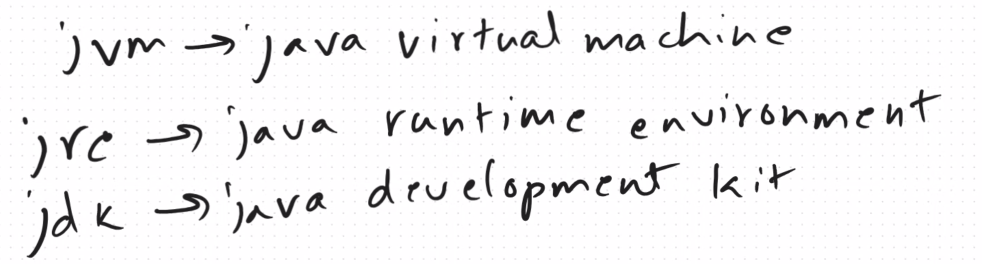 jvm → java virtual machine
jre → java runtime environment
jdk → java development kit